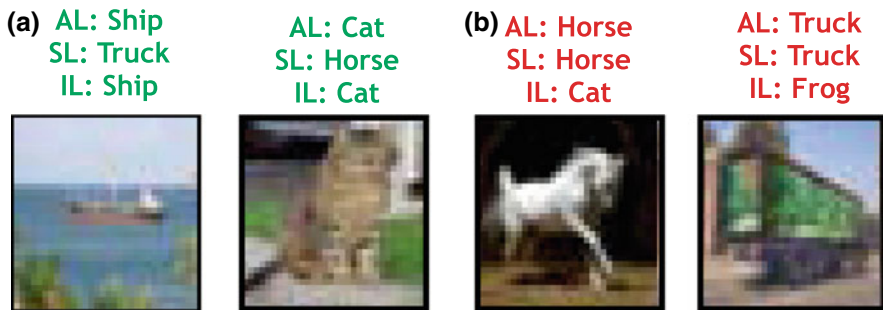 (a) AL: Ship
SL: Truck
IL: Ship
AL: Cat
SL: Horse
IL: Cat
(b) AL: Horse
SL: Horse
IL: Cat
AL: Truck
SL: Truck
IL: Frog